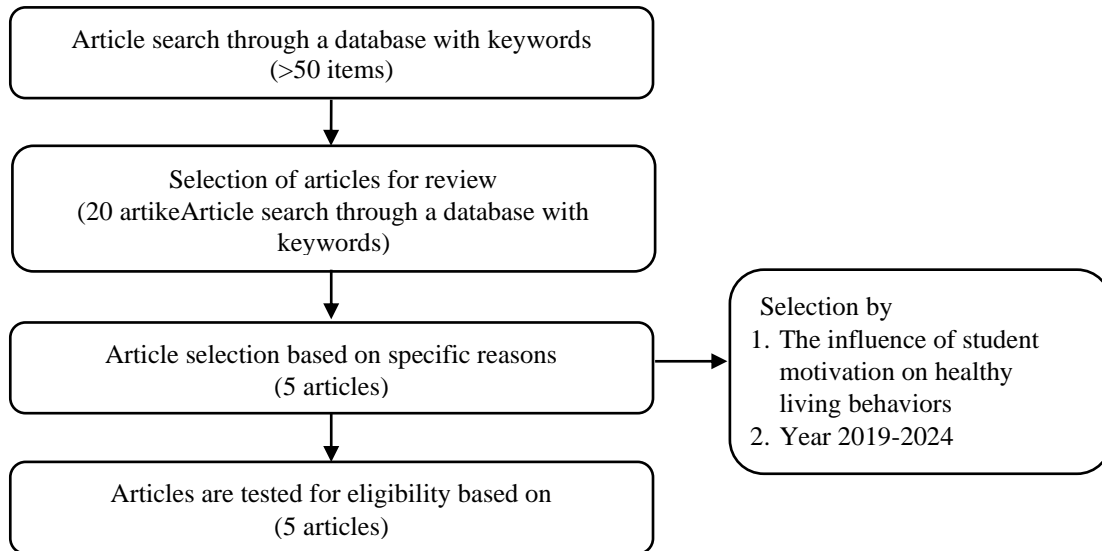 Article search through a database with keywords
(>50 items)
Selection of articles for review
(20 artikeArticle search through a database with
keywords)
Article selection based on specific reasons
(5 articles)
Selection by
1. The influence of student
motivation on healthy
living behaviors
2. Year 2019-2024
Articles are tested for eligibility based on
(5 articles)